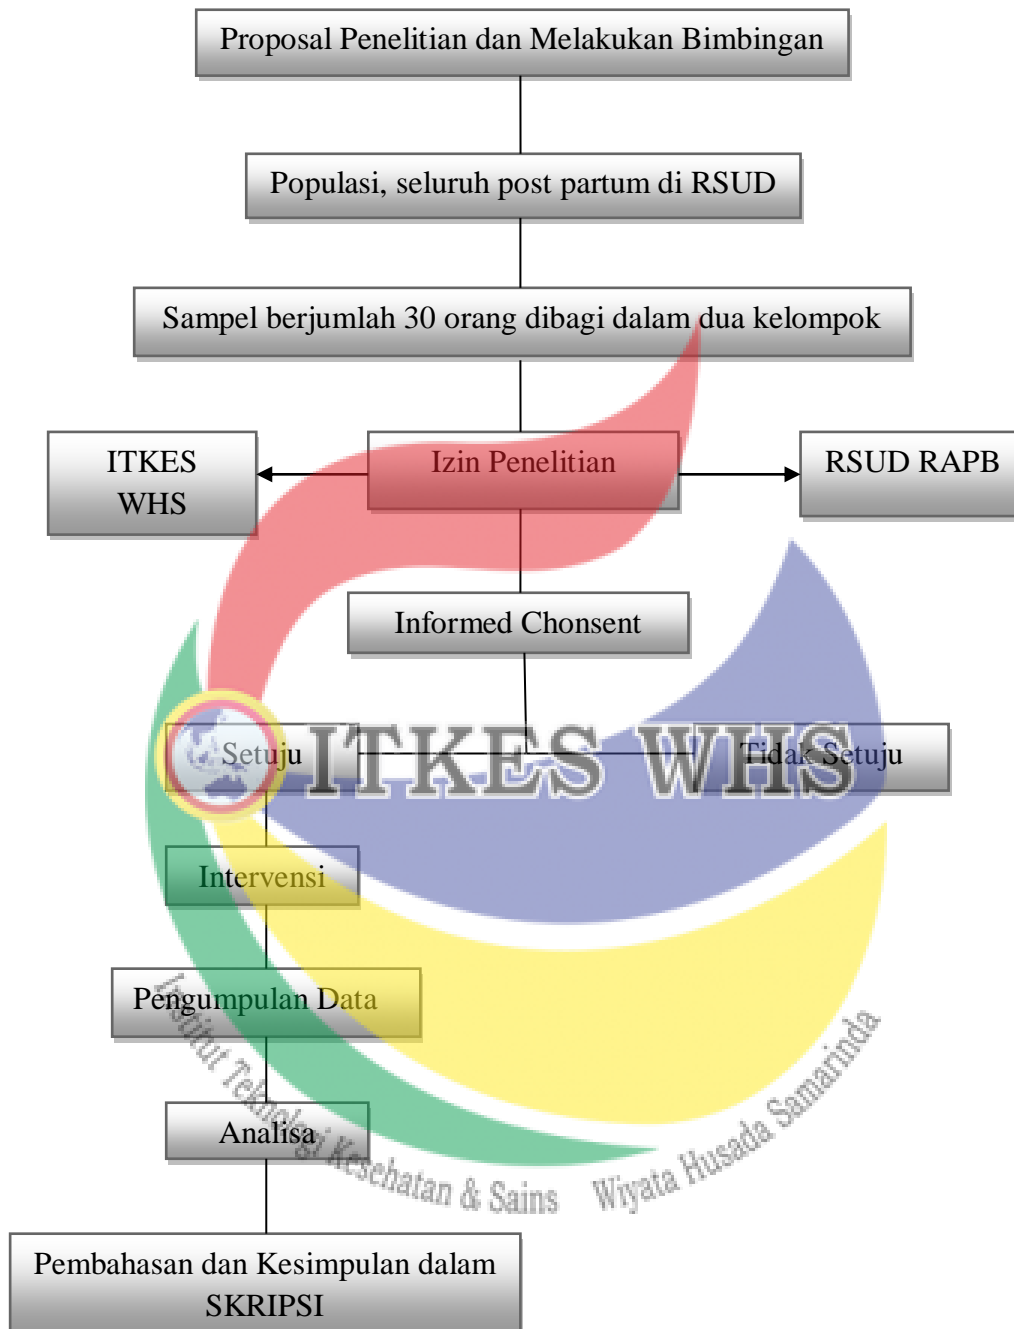 Proposal Penelitian dan Melakukan Bimbingan
Populasi, seluruh post partum di RSUD
Sampel berjumlah 30 orang dibagi dalam dua kelompok
ITKES
WHS
Izin Penelitian
RSUD RAPB
Informed Chonsent
Setuju
ITKES WHS
Tidak Setuju
Intervensi
Pengumpulan Data
Analisa
Institut Teknologi Kesehatan & Sains Wiyata Husada Samarinda
Pembahasan dan Kesimpulan dalam
SKRIPSI